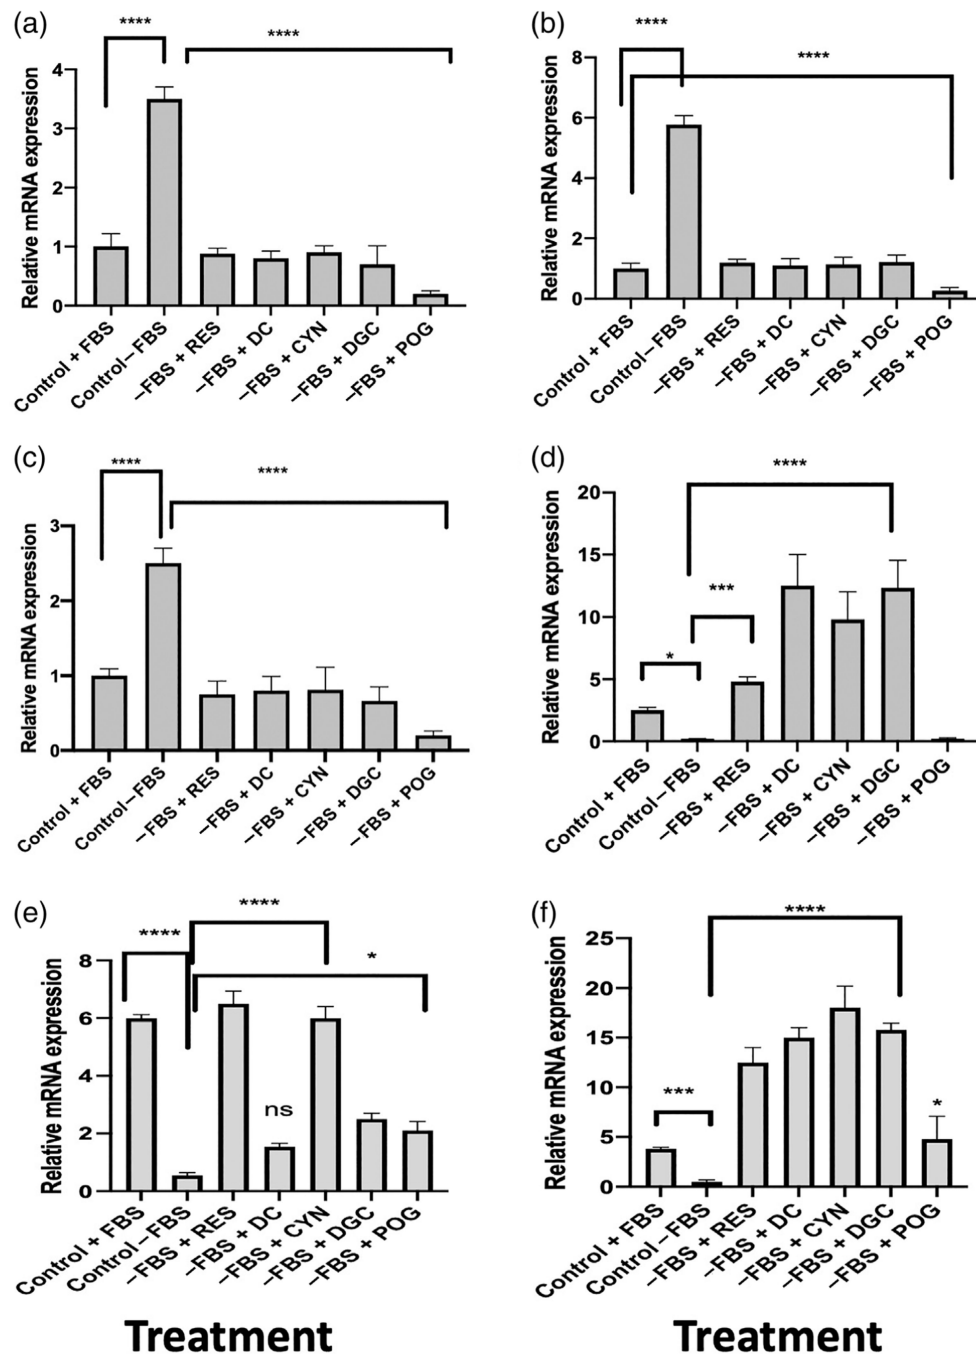 (a)
****
****
Relative mRNA expression
4
3
2
1
0
Control + FBS
Control – FBS
–FBS + RES
–FBS + DC
–FBS + CYN
–FBS + DGC
–FBS + POG
(b)
****
****
Relative mRNA expression
8
6
4
2
0
Control + FBS
Control – FBS
–FBS + RES
–FBS + DC
–FBS + CYN
–FBS + DGC
–FBS + POG
(c)
****
****
Relative mRNA expression
3
2
1
0
Control + FBS
Control – FBS
–FBS + RES
–FBS + DC
–FBS + CYN
–FBS + DGC
–FBS + POG
(d)
****
***
*
Relative mRNA expression
20
15
10
5
0
Control + FBS
Control – FBS
–FBS + RES
–FBS + DC
–FBS + CYN
–FBS + DGC
–FBS + POG
(e)
****
****
*
ns
Relative mRNA expression
8
6
4
2
0
Control + FBS
Control – FBS
–FBS + RES
–FBS + DC
–FBS + CYN
–FBS + DGC
–FBS + POG
Treatment
(f)
****
***
*
Relative mRNA expression
25
20
15
10
5
0
Control + FBS
Control – FBS
–FBS + RES
–FBS + DC
–FBS + CYN
–FBS + DGC
–FBS + POG
Treatment